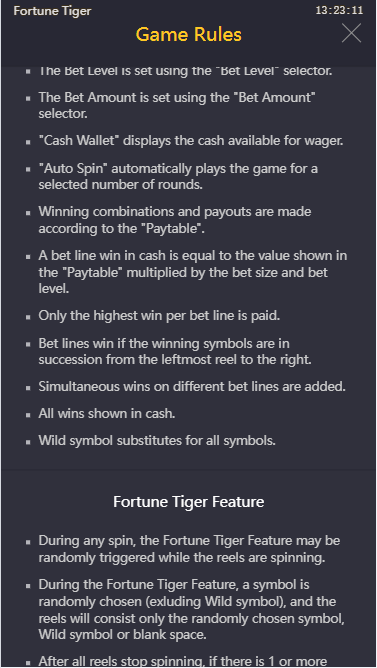 Fortune Tiger
13:23:11
Game Rules
The Bet Level is set using the "Bet Level" selector.
The Bet Amount is set using the "Bet Amount"
selector.
"Cash Wallet" displays the cash available for wager.
"Auto Spin" automatically plays the game for a
selected number of rounds.
Winning combinations and payouts are made
according to the "Paytable".
A bet line win in cash is equal to the value shown in
the "Paytable" multiplied by the bet size and bet
level.
Only the highest win per bet line is paid.
Bet lines win if the winning symbols are in
succession from the leftmost reel to the right.
Simultaneous wins on different bet lines are added.
All wins shown in cash.
Wild symbol substitutes for all symbols.
Fortune Tiger Feature
During any spin, the Fortune Tiger Feature may be
randomly triggered while the reels are spinning.
During the Fortune Tiger Feature, a symbol is
randomly chosen (exluding Wild symbol), and the
reels will consist only the randomly chosen symbol,
Wild symbol or blank space.
After all reels stop spinning, if there is 1 or more